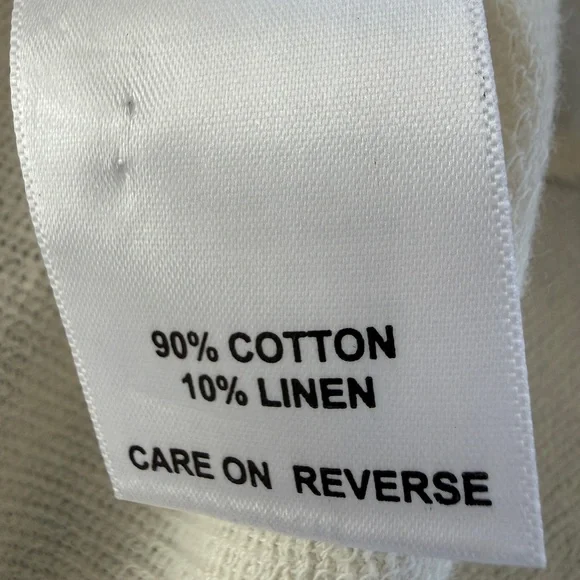 90% COTTON
10% LINEN
CARE ON REVERSE